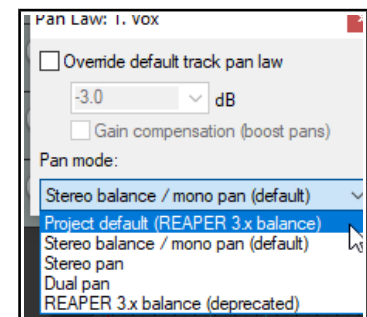 Pan Law: 1. Vox
Override default track pan law
-3.0 dB
Gain compensation (boost pans)
Pan mode:
Stereo balance / mono pan (default)
Project default (REAPER 3.x balance)
Stereo balance / mono pan (default)
Stereo pan
Dual pan
REAPER 3.x balance (deprecated)